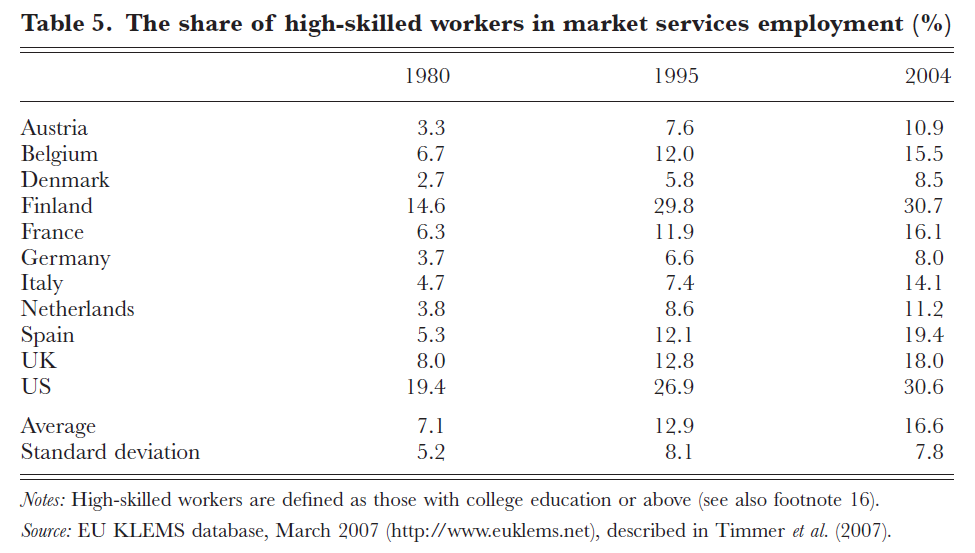 Table 5. The share of high-skilled workers in market services employment (%)
1980 1995 2004
Austria 3.3 7.6 10.9
Belgium 6.7 12.0 15.5
Denmark 2.7 5.8 8.5
Finland 14.6 29.8 30.7
France 6.3 11.9 16.1
Germany 3.7 6.6 8.0
Italy 4.7 7.4 14.1
Netherlands 3.8 8.6 11.2
Spain 5.3 12.1 19.4
UK 8.0 12.8 18.0
US 19.4 26.9 30.6
Average 7.1 12.9 16.6
Standard deviation 5.2 8.1 7.8
Notes: High-skilled workers are defined as those with college education or above (see also footnote 16).
Source: EU KLEMS database, March 2007 (http://www.euklems.net), described in Timmer et al. (2007).